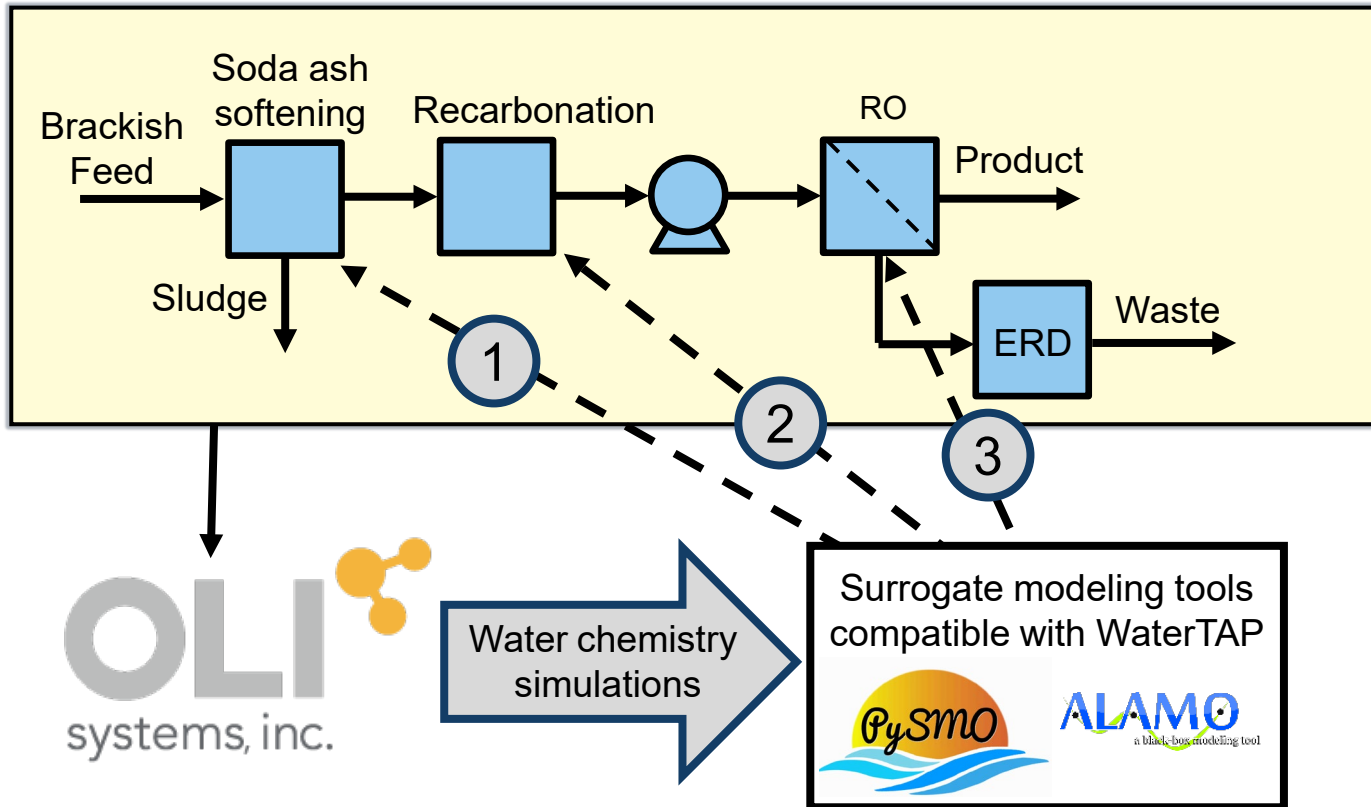 Soda ash
softening
Recarbonation
RO
Brackish
Feed
Product
Sludge
ERD
Waste
1
2
3
OLI
systems, inc.
Water chemistry
simulations
Surrogate modeling tools
compatible with WaterTAP
PySMO
ALAMO
a black-box modeling tool